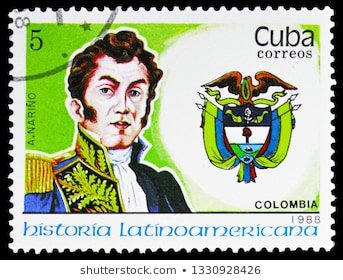 5
Cuba
correos
A. NARIÑO
COLOMBIA
1988
historia latinoamericana
shutterstock.com • 1330928426